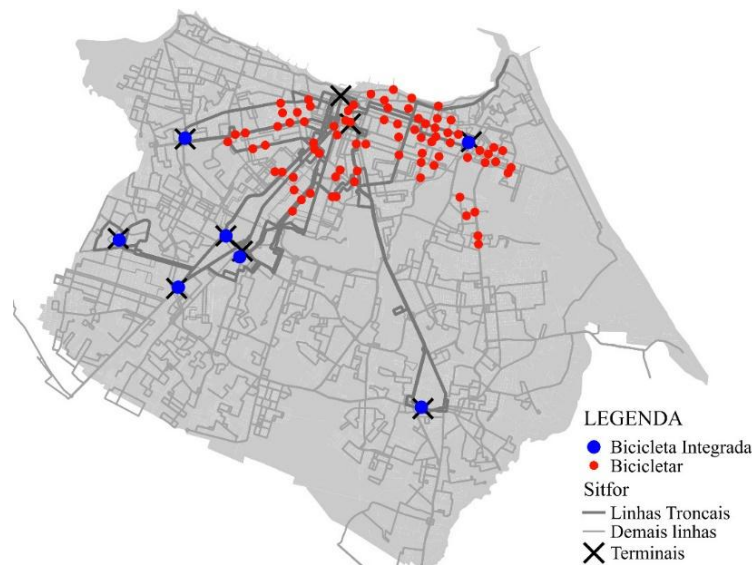 LEGENDA
Bicicleta Integrada
Bicicletar
Sitfor
Linhas Troncais
Demais linhas
Terminais